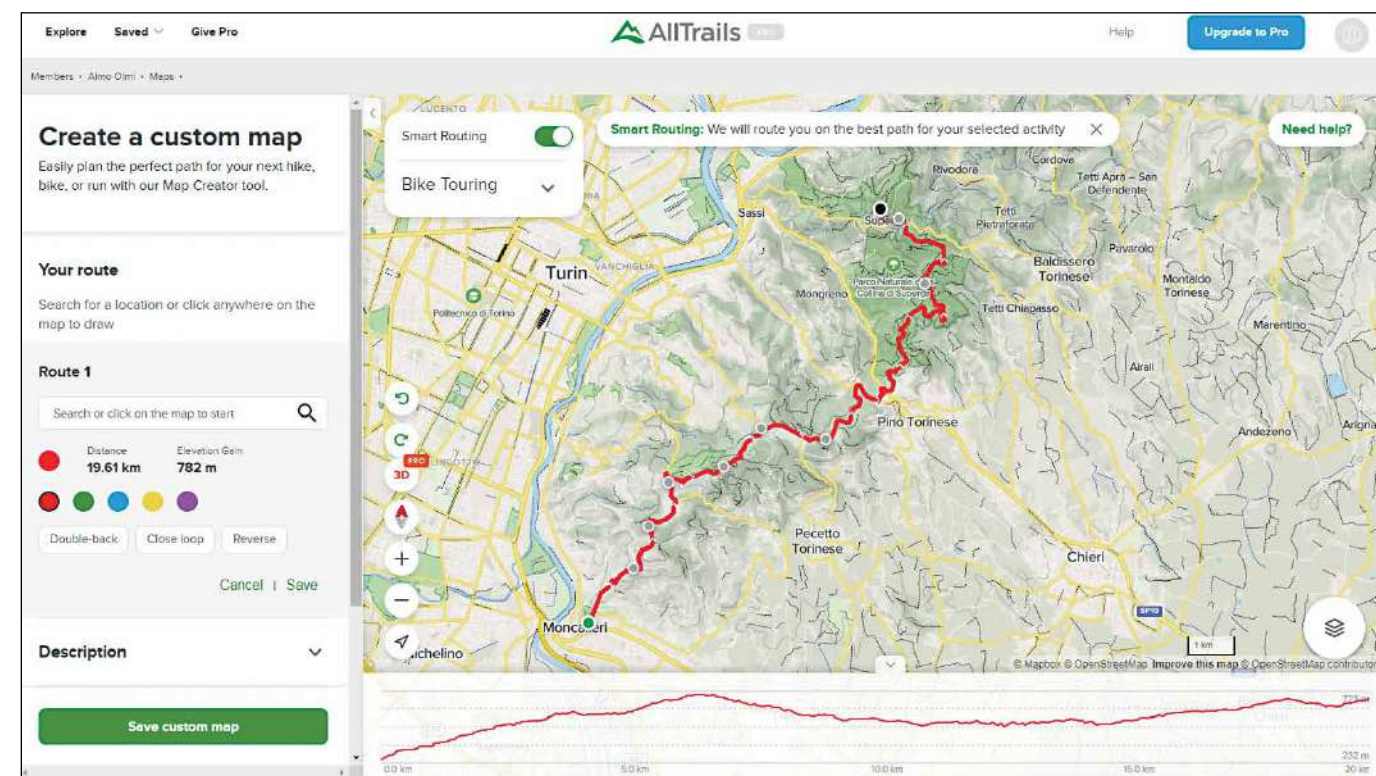 Explore Saved Give Pro
AllTrails
Help
Upgrade to Pro
Members • Aimo Olmi • Maps •
Create a custom map
Easily plan the perfect path for your next hike,
bike, or run with our Map Creator tool.
Your route
Search for a location or click anywhere on the
map to draw
Route 1
Search or click on the map to start
Distance
19.61 km
Elevation Gain
782 m
Double-back
Close loop
Reverse
Cancel | Save
Description
Save custom map
Smart Routing
Bike Touring
Smart Routing: We will route you on the best path for your selected activity
Need help?
LUCENTO
Rivodora
Cordova
Tetti Apra – San
Defendente
Sassi
Tetti
Pietraforate
Pavarolo
Baldissero
Torinese
Montaldo
Torinese
Turin
VANCHIGLIA
Mongreno
Tetti Chiapasso
Politecnico di Torino
Marentino
Airali
PRO
3D
Pino Torinese
Andezeno
Pecetto
Torinese
Chieri
SP10
1 km
© Mapbox © OpenStreetMap Improve this map © OpenStreetMap contributor
232 m
0.0 km
5.0 km
10.0 km
15.0 km
20 km